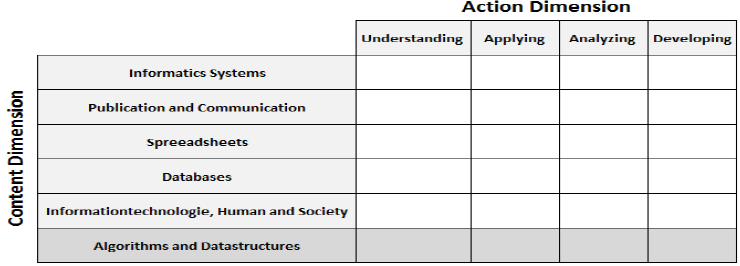 Action Dimension
Understanding Applying Analyzing Developing
Content Dimension
Informatics Systems
Publication and Communication
Spreeadsheets
Databases
Informationtechnologie, Human and Society
Algorithms and Datastructures